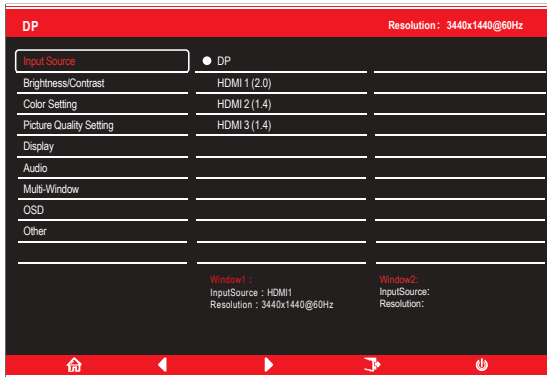 DP
Resolution: 3440x1440@60Hz
Input Source
DP
Brightness/Contrast
HDMI 1 (2.0)
Color Setting
HDMI 2 (1.4)
Picture Quality Setting
HDMI 3 (1.4)
Display
Audio
Multi-Window
OSD
Other
Window1 :
Window2:
InputSource : HDMI1
InputSource:
Resolution : 3440x1440@60Hz
Resolution: